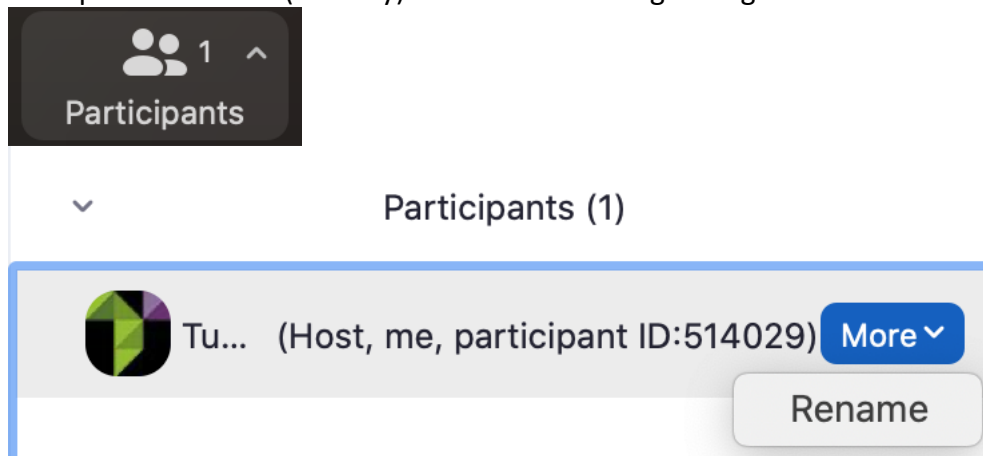 1
Participants
Participants (1)
Tu... (Host, me, participant ID:514029) More
Rename